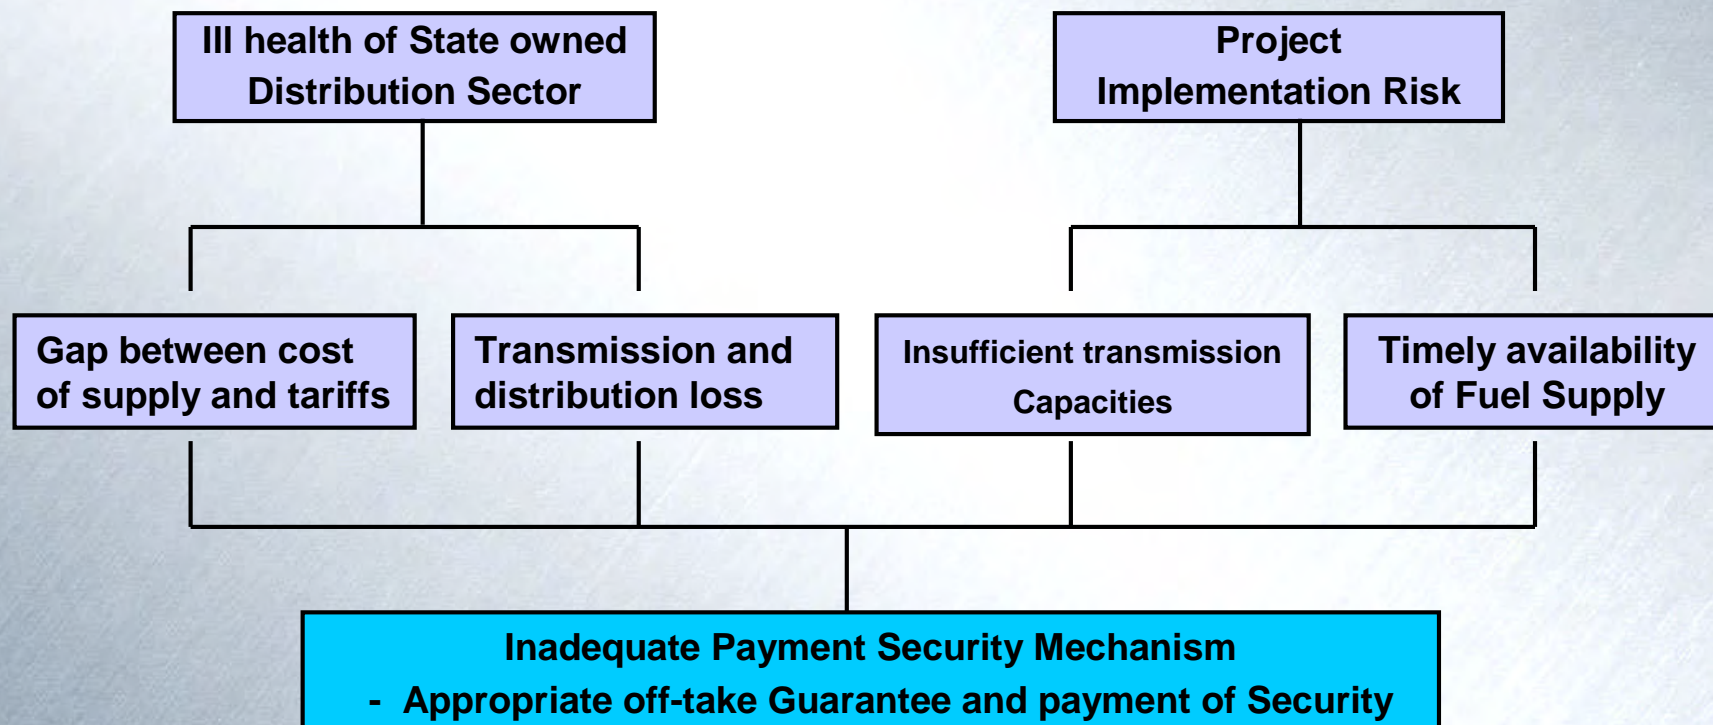 Ill health of State owned
Distribution Sector
Project
Implementation Risk
Gap between cost
of supply and tariffs
Transmission and
distribution loss
Insufficient transmission
Capacities
Timely availability
of Fuel Supply
Inadequate Payment Security Mechanism
- Appropriate off-take Guarantee and payment of Security